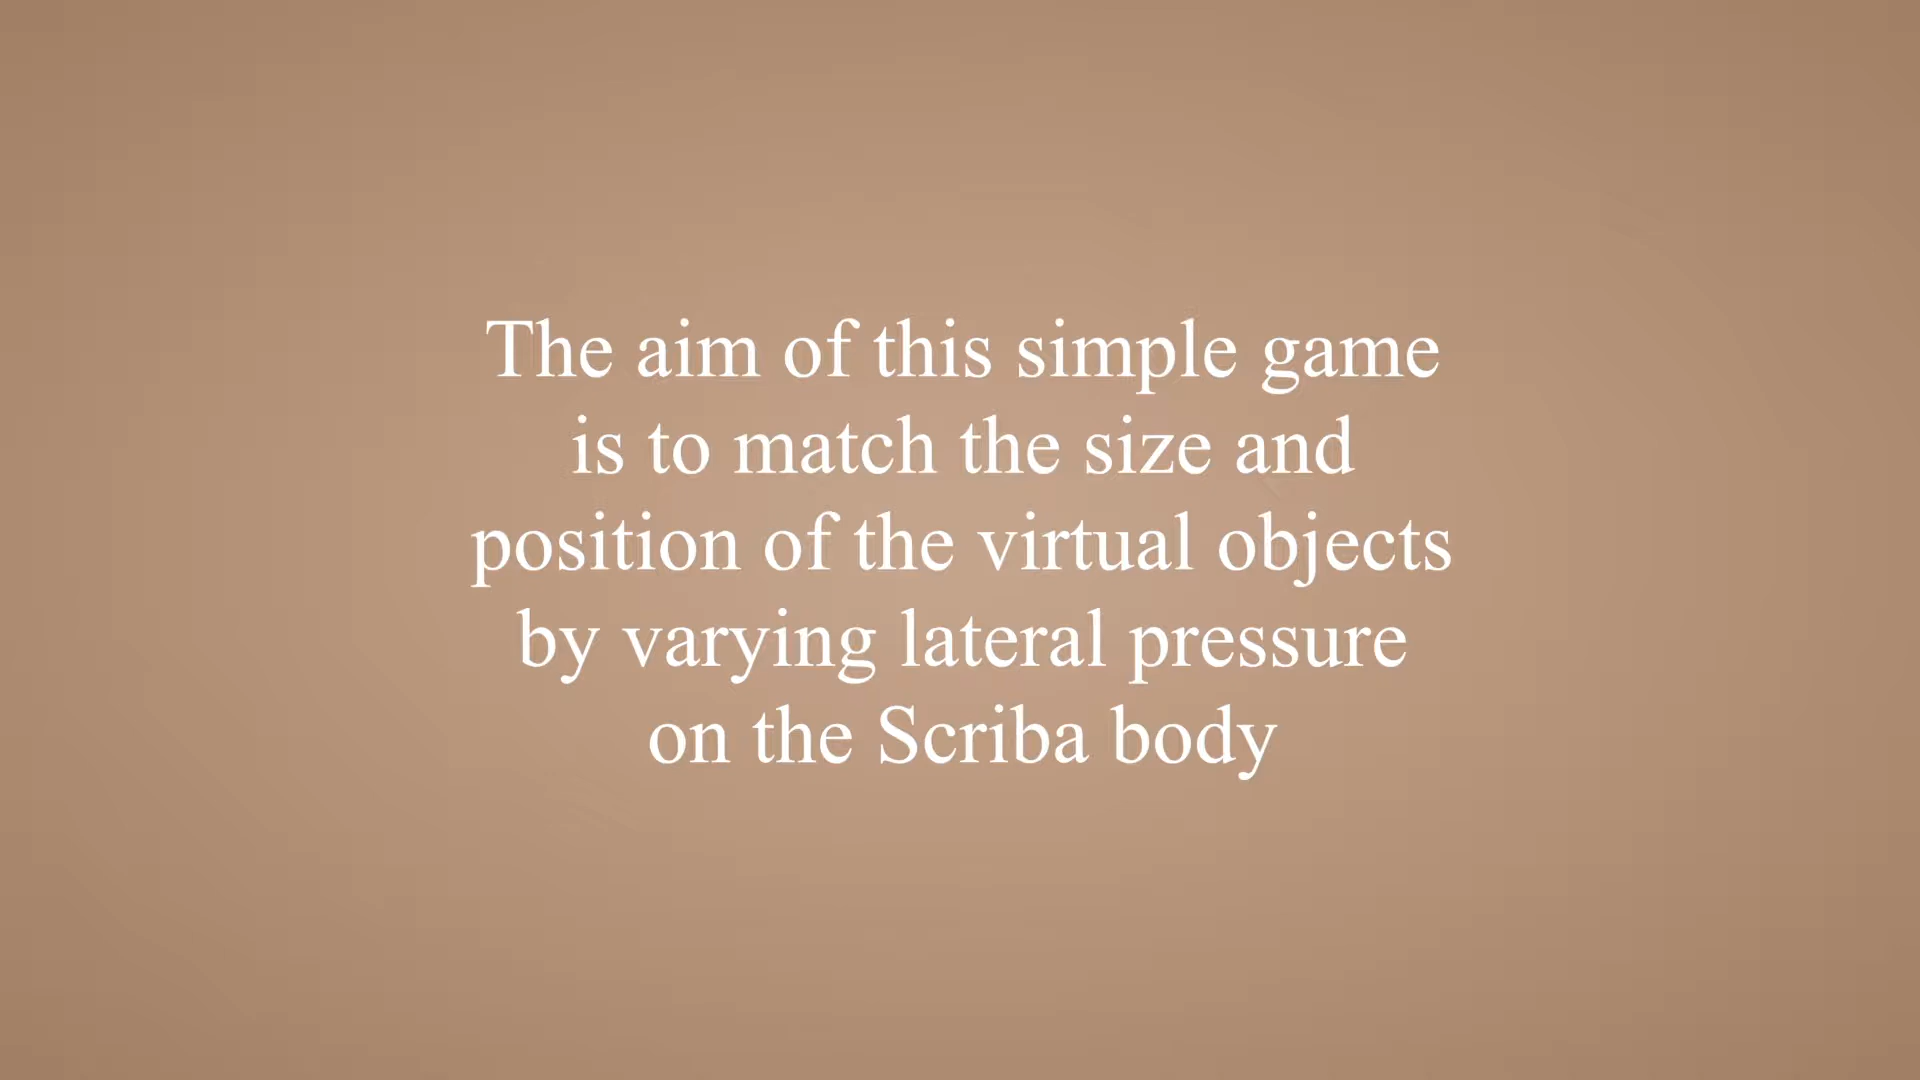 The aim of this simple game
is to match the size and
position of the virtual objects
by varying lateral pressure
on the Scriba body